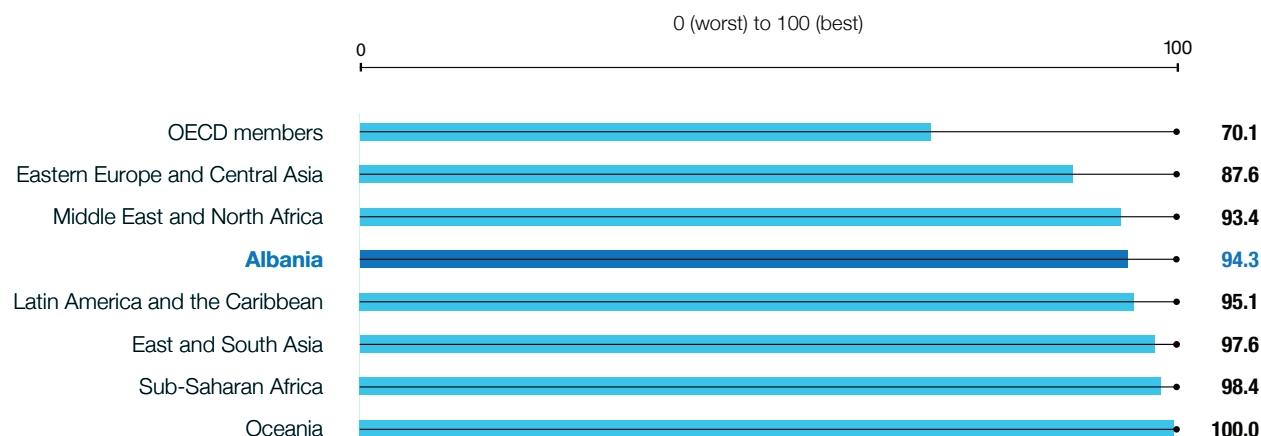 0 (worst) to 100 (best)
0 100
OECD members 70.1
Eastern Europe and Central Asia 87.6
Middle East and North Africa 93.4
Albania 94.3
Latin America and the Caribbean 95.1
East and South Asia 97.6
Sub-Saharan Africa 98.4
Oceania 100.0